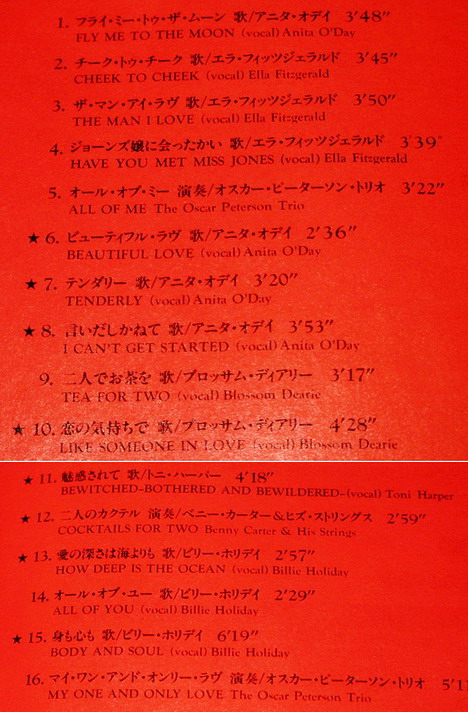 1. フライ・ミー・トゥ・ザ・ムーン 歌/アニタ・オデイ 3′48″
FLY ME TO THE MOON (vocal) Anita O'Day
2. チーク・トゥ・チーク 歌/エラ・フィッツジェラルド 3′45″
CHEEK TO CHEEK (vocal) Ella Fitzgerald
3. ザ・マン・アイ・ラヴ 歌/エラ・フィッツジェラルド 3′50″
THE MAN I LOVE (vocal) Ella Fitzgerald
4. ジョーンズ嬢に会ったかい 歌/エラ・フィッツジェラルド 3′39″
HAVE YOU MET MISS JONES (vocal) Ella Fitzgerald
5. オール・オブ・ミー 演奏/オスカー・ピーターソン・トリオ 3′22″
ALL OF ME The Oscar Peterson Trio
★ 6. ビューティフル・ラヴ 歌/アニタ・オデイ 2′36″
BEAUTIFUL LOVE (vocal) Anita O'Day
★ 7. テンダリー 歌/アニタ・オデイ 3′20″
TENDERLY (vocal) Anita O'Day
★ 8. 言いだしかねて 歌/アニタ・オデイ 3′53″
I CAN'T GET STARTED (vocal) Anita O'Day
9. 二人でお茶を 歌/ブロッサム・ディアリー 3′17″
TEA FOR TWO (vocal) Blossom Dearie
★ 10. 恋の気持ちで 歌/ブロッサム・ディアリー 4′28″
LIKE SOMEONE IN LOVE (vocal) Blossom Dearie
★ 11. 魅惑されて 歌/トニ・ハーパー 4′18″
BEWITCHED-BOTHERED AND BEWILDERED-(vocal) Toni Harper
★ 12. 二人のカクテル 演奏/ベニー・カーター&ヒズ・ストリングス 2′59″
COCKTAILS FOR TWO Benny Carter & His Strings
★ 13. 愛の深さは海よりも 歌/ビリー・ホリデイ 2′57″
HOW DEEP IS THE OCEAN (vocal) Billie Holiday
14. オール・オブ・ユー 歌/ビリー・ホリデイ 2′29″
ALL OF YOU (vocal) Billie Holiday
★ 15. 身も心も 歌/ビリー・ホリデイ 6′19″
BODY AND SOUL (vocal) Billie Holiday
16. マイ・ワン・アンド・オンリー・ラヴ 演奏/オスカー・ピーターソン・トリオ
MY ONE AND ONLY LOVE The Oscar Peterson Trio